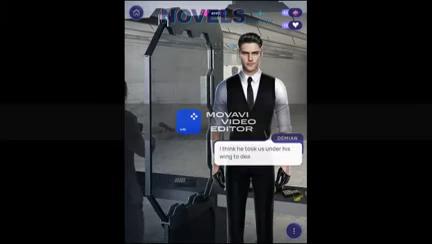 NOVELS
MOVAVI
VIDEO
EDITOR
DEMIAN
I think he took us under his
wing to dea